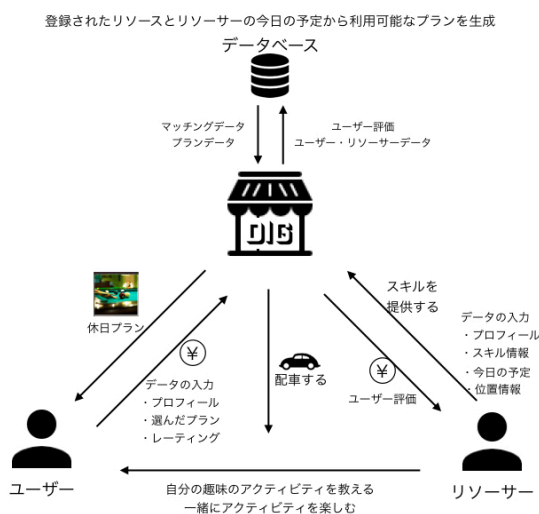 登録されたリソースとリソーサーの今日の予定から利用可能なプランを生成
データベース
マッチングデータ
プランデータ
ユーザー評価
ユーザー・リソーサーデータ
DIG
休日プラン
¥
データの入力
・プロフィール
・選んだプラン
・レーティング
配車する
スキルを
提供する
¥
ユーザー評価
データの入力
・プロフィール
・スキル情報
・今日の予定
・位置情報
ユーザー
リソーサー
自分の趣味のアクティビティを教える
一緒にアクティビティを楽しむ